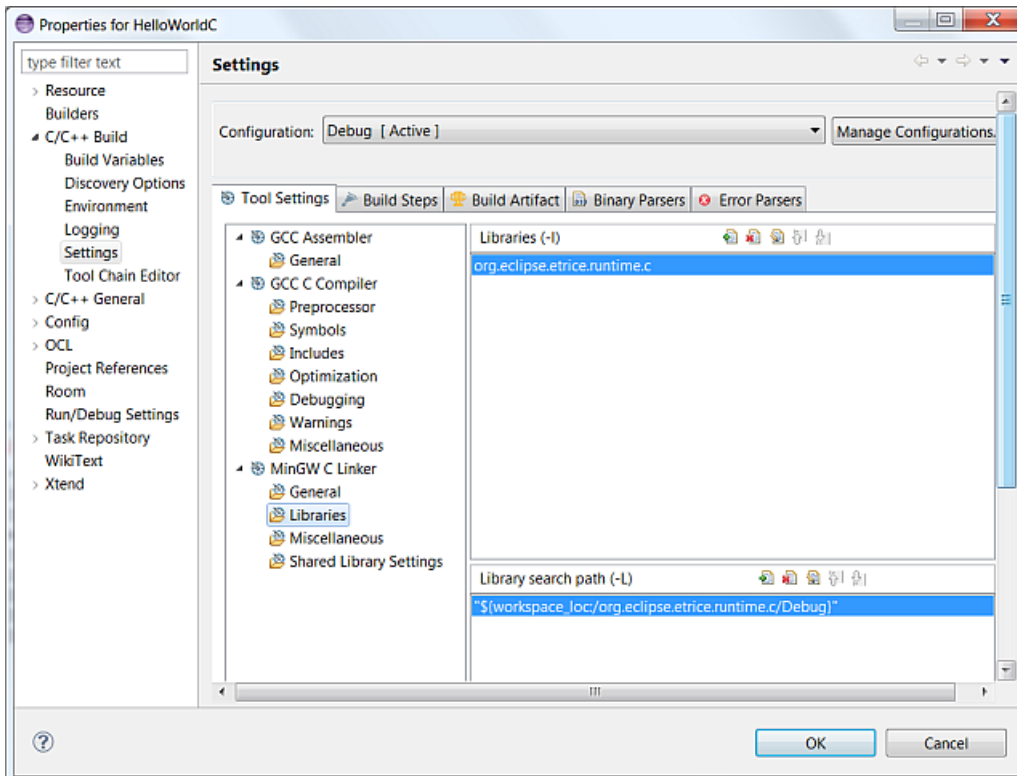 Properties for HelloWorldC
type filter text
Resource
Builders
C/C++ Build
Build Variables
Discovery Options
Environment
Logging
Settings
Tool Chain Editor
C/C++ General
Config
OCL
Project References
Room
Run/Debug Settings
Task Repository
WikiText
Xtend
Settings
Configuration: Debug [ Active ]
Manage Configurations.
Tool Settings Build Steps Build Artifact Binary Parsers Error Parsers
GCC Assembler
General
GCC C Compiler
Preprocessor
Symbols
Includes
Optimization
Debugging
Warnings
Miscellaneous
MinGW C Linker
General
Libraries
Miscellaneous
Shared Library Settings
Libraries (-l)
org.eclipse.etrice.runtime.c
Library search path (-L)
"${workspace_loc:/org.eclipse.etrice.runtime.c/Debug}"
OK Cancel